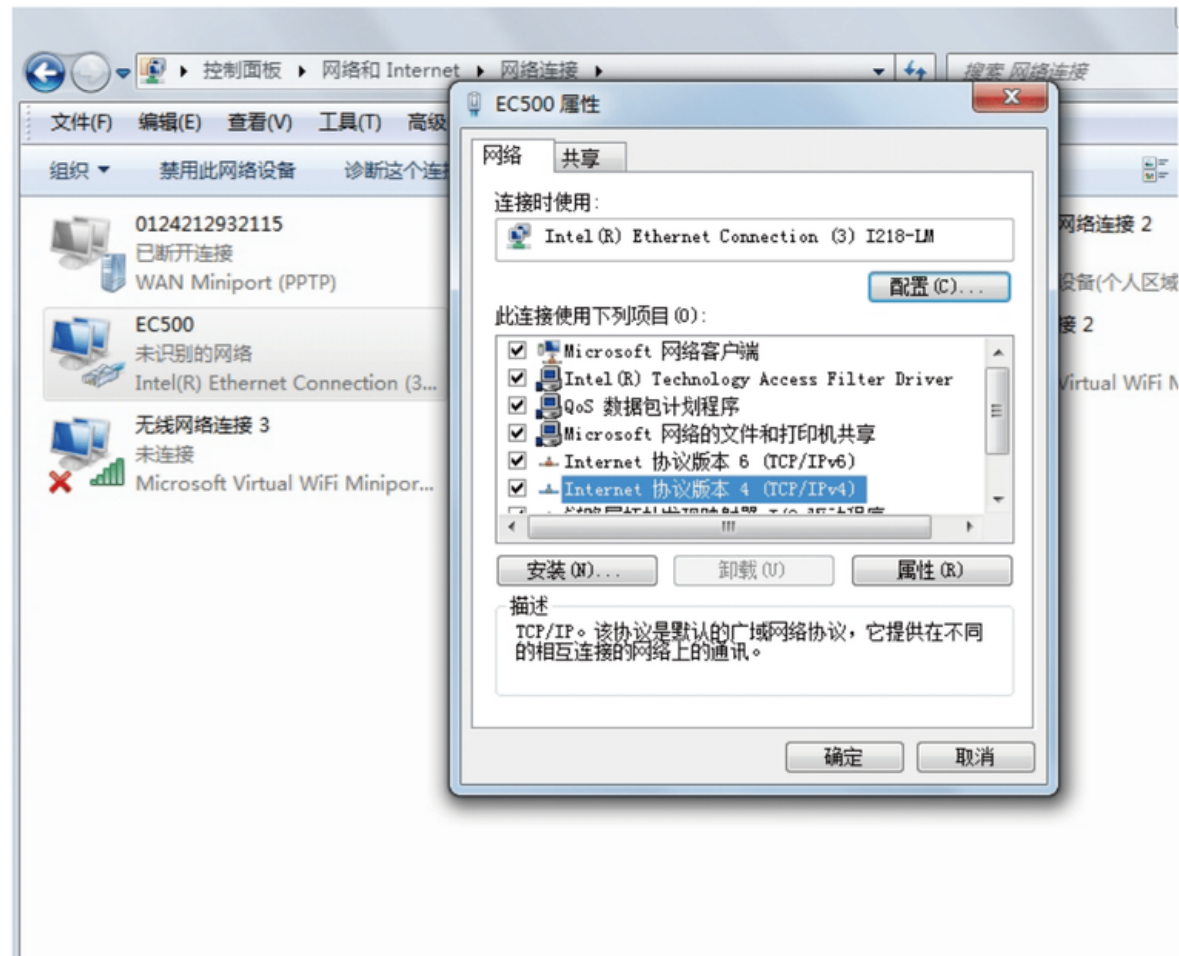 控制面板 网络和 Internet 网络连接
搜索 网络连接
文件(F) 编辑(E) 查看(V) 工具(T) 高级
组织 禁用此网络设备 诊断这个连接
0124212932115
已断开连接
WAN Miniport (PPTP)
EC500
未识别的网络
Intel(R) Ethernet Connection (3...
无线网络连接 3
未连接
Microsoft Virtual WiFi Minipor...
EC500 属性
网络 共享
连接时使用:
Intel(R) Ethernet Connection (3) I218-LM
配置(C)...
此连接使用下列项目(O):
Microsoft 网络客户端
Intel(R) Technology Access Filter Driver
QoS 数据包计划程序
Microsoft 网络的文件和打印机共享
Internet 协议版本 6 (TCP/IPv6)
Internet 协议版本 4 (TCP/IPv4)
安装(N)... 卸载(U) 属性(R)
描述
TCP/IP。该协议是默认的广域网络协议，它提供在不同
的相互连接的网络上的通讯。
确定 取消
网络连接 2
设备(个人区域
接 2
Virtual WiFi